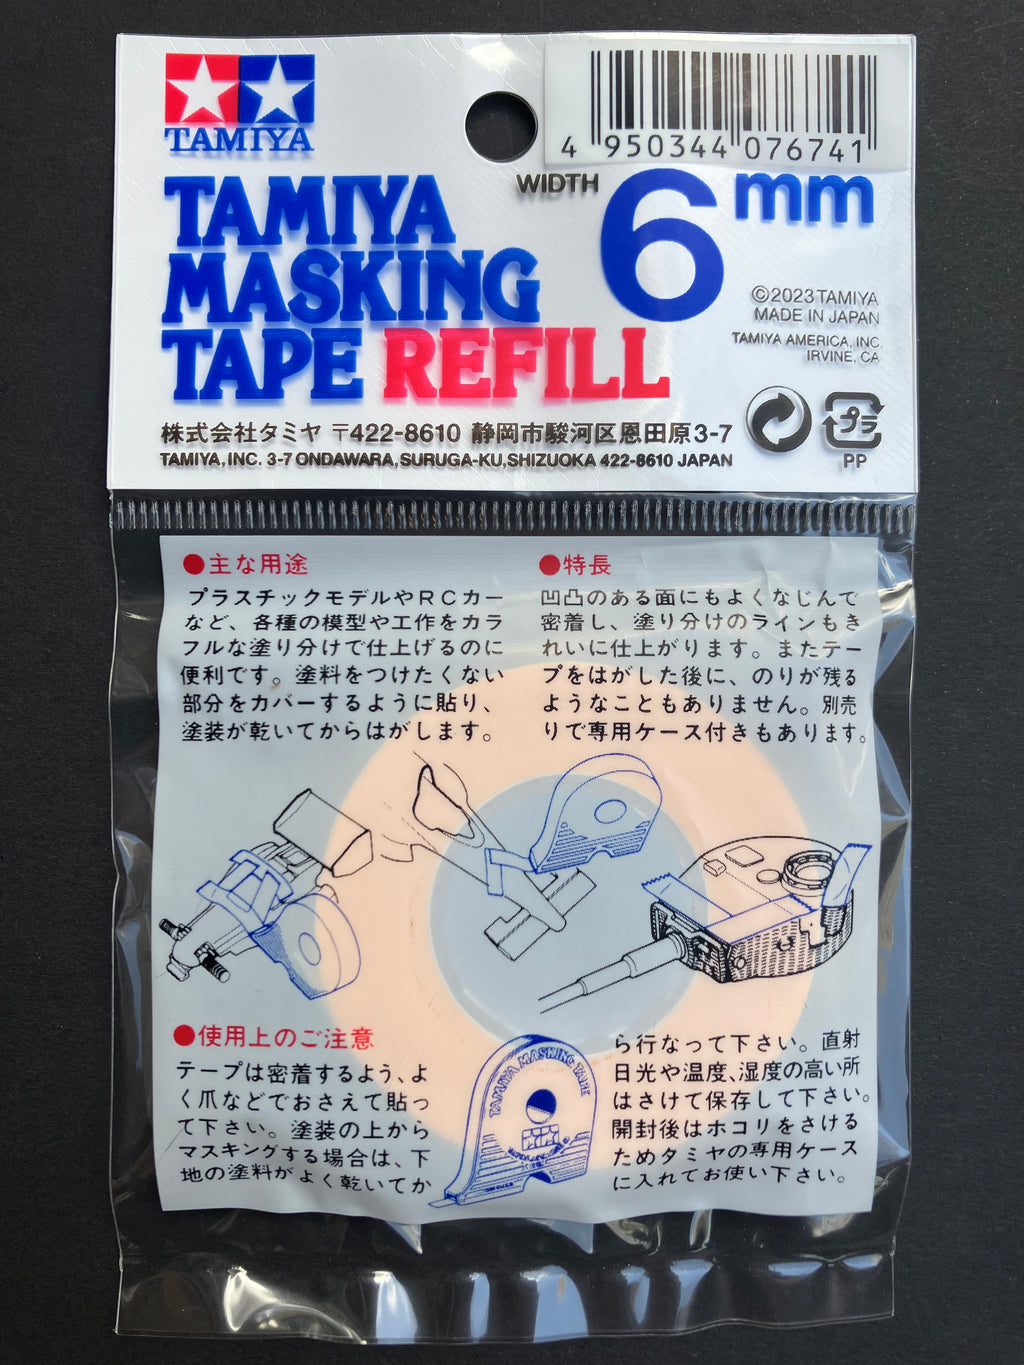 TAMIYA
4 950344 076741
TAMIYA
MASKING
TAPE REFILL
WIDTH 6mm
©2023 TAMIYA
MADE IN JAPAN
TAMIYA AMERICA, INC.
IRVINE, CA
株式会社タミヤ 〒422-8610 静岡市駿河区恩田原3-7
TAMIYA, INC. 3-7 ONDAWARA, SURUGA-KU, SHIZUOKA 422-8610 JAPAN
プラ
PP
●主な用途
プラスチックモデルやRCカー
など、各種の模型や工作をカラ
フルな塗り分けで仕上げるのに
便利です。塗料をつけたくない
部分をカバーするように貼り、
塗装が乾いてからはがします。
●特長
凹凸のある面にもよくなじんで
密着し、塗り分けのラインもき
れいに仕上がります。またテー
プをはがした後に、のりが残る
ようなこともありません。別売
りで専用ケース付きもあります。
●使用上のご注意
テープは密着するよう、よ
く爪などでおさえて貼っ
て下さい。塗装の上から
マスキングする場合は、下
地の塗料がよく乾いてか
TAMIYA MASKING TAPE
ら行なって下さい。直射
日光や温度、湿度の高い所
はさけて保存して下さい。
開封後はホコリをさける
ためタミヤの専用ケース
に入れてお使い下さい。